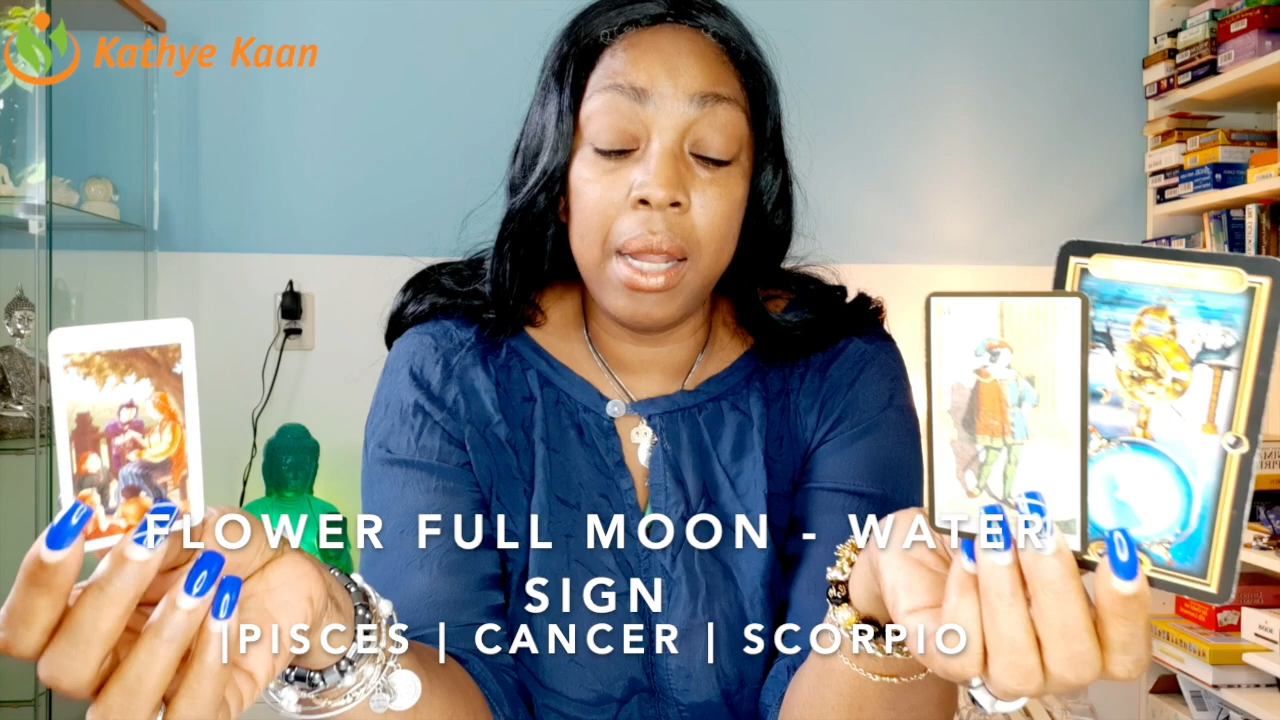 Kathye Kaan
FLOWER FULL MOON - WATER
SIGN
|PISCES | CANCER | SCORPIO